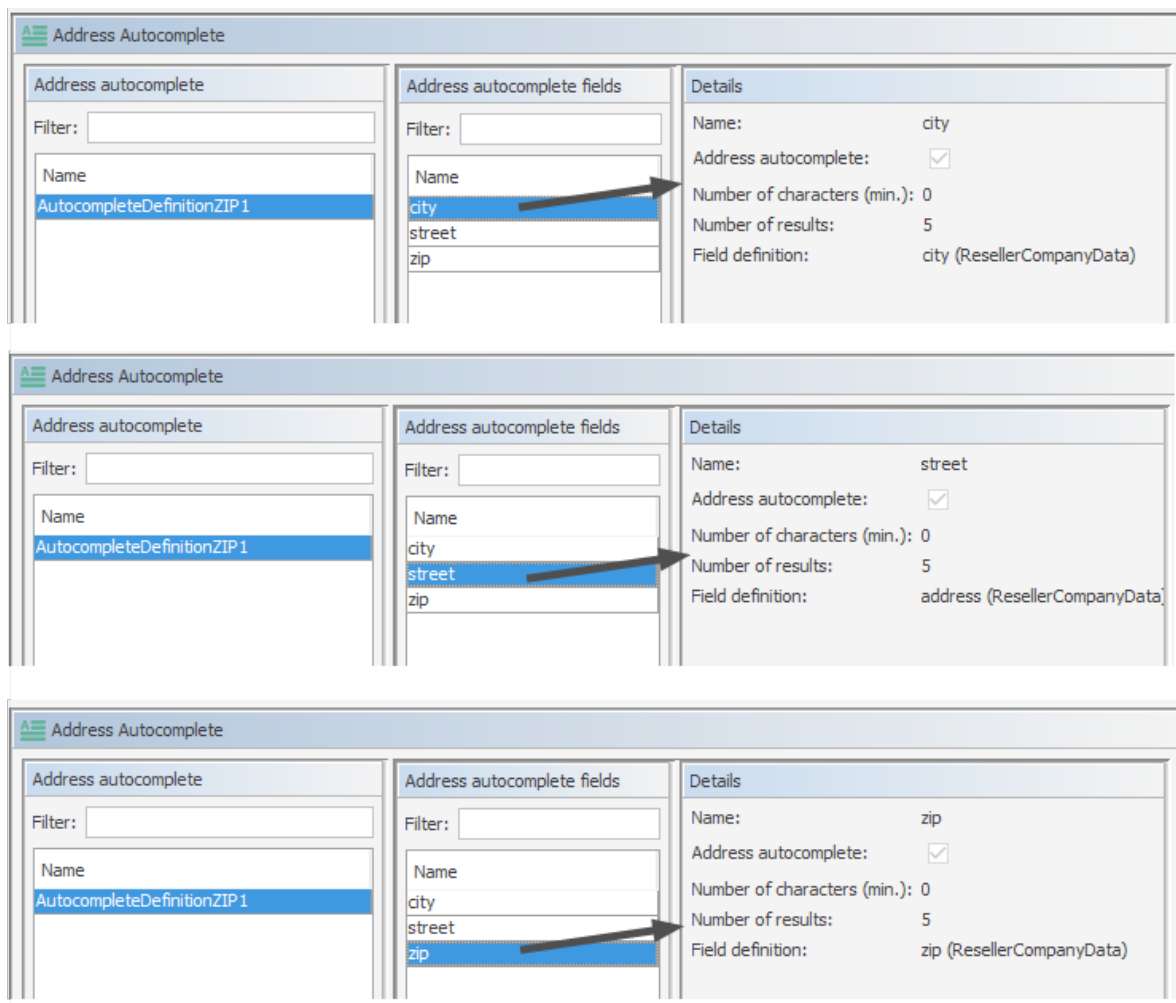 Address Autocomplete
Address autocomplete
Filter:
Name
AutocompleteDefinitionZIP1
Address autocomplete fields
Filter:
Name
city
street
zip
Details
Name: city
Address autocomplete:
Number of characters (min.): 0
Number of results: 5
Field definition: city (ResellerCompanyData)
Address Autocomplete
Address autocomplete
Filter:
Name
AutocompleteDefinitionZIP1
Address autocomplete fields
Filter:
Name
city
street
zip
Details
Name: street
Address autocomplete:
Number of characters (min.): 0
Number of results: 5
Field definition: address (ResellerCompanyData)
Address Autocomplete
Address autocomplete
Filter:
Name
AutocompleteDefinitionZIP1
Address autocomplete fields
Filter:
Name
city
street
zip
Details
Name: zip
Address autocomplete:
Number of characters (min.): 0
Number of results: 5
Field definition: zip (ResellerCompanyData)